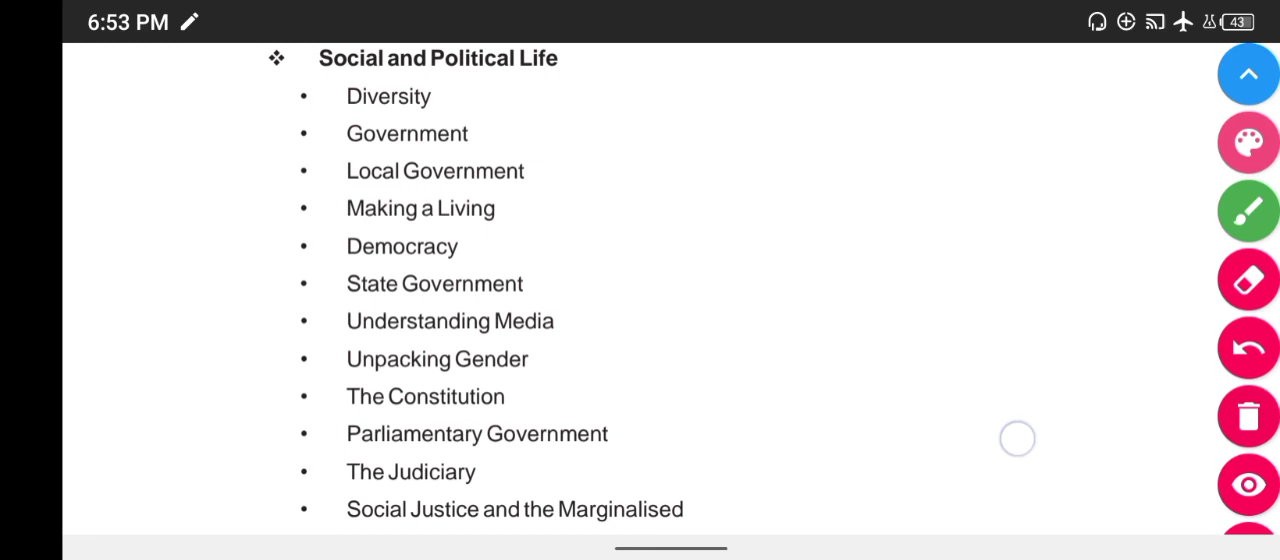 6:53 PM
43
❖ Social and Political Life
• Diversity
• Government
• Local Government
• Making a Living
• Democracy
• State Government
• Understanding Media
• Unpacking Gender
• The Constitution
• Parliamentary Government
• The Judiciary
• Social Justice and the Marginalised